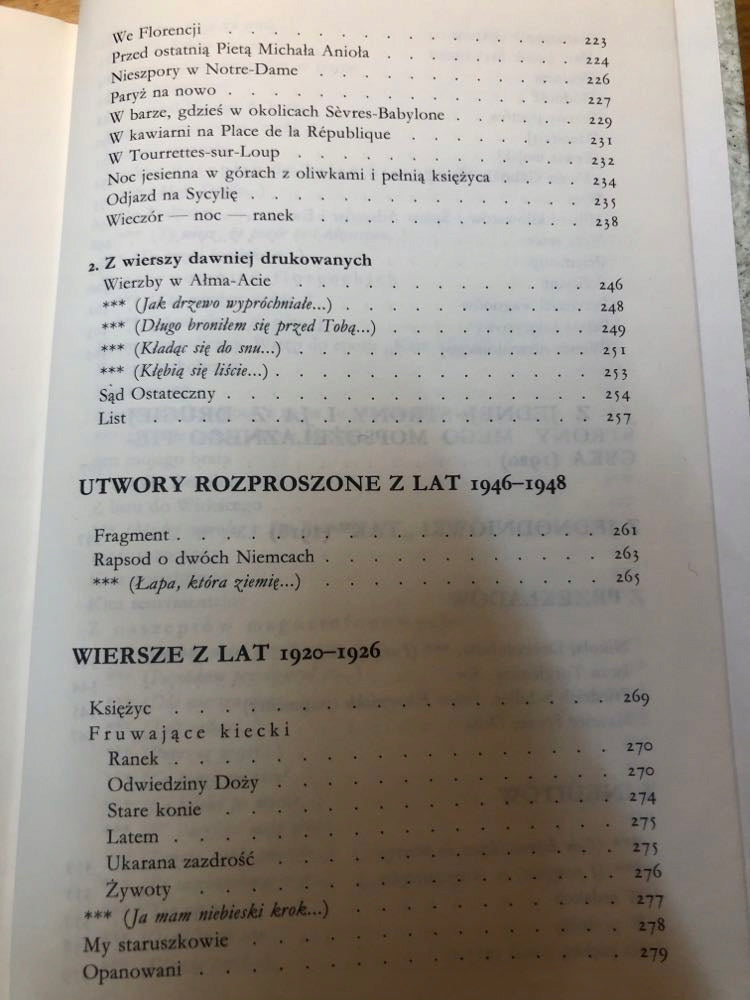 We Florencji . . . . . . . . . . . . . . . 223
Przed ostatnią Pietą Michała Anioła . . . . . . . . 224
Nieszpory w Notre-Dame . . . . . . . . . . . 226
Paryż na nowo . . . . . . . . . . . . . . 227
W barze, gdzieś w okolicach Sèvres-Babylone . . . . . 229
W kawiarni na Place de la République . . . . . . . 231
W Tourrettes-sur-Loup . . . . . . . . . . . . 232
Noc jesienna w górach z oliwkami i pełnią księżyca . . . . 234
Odjazd na Sycylię . . . . . . . . . . . . . 235
Wieczór — noc — ranek . . . . . . . . . . . 238
2. Z wierszy dawniej drukowanych
Wierzby w Ałma-Acie . . . . . . . . . . . . 246
*** (Jak drzewo wypróchniałe...) . . . . . . . . . 248
*** (Długo broniłem się przed Tobą...) . . . . . . . . 249
*** (Kładąc się do snu...) . . . . . . . . . . . 251
*** (Kłębią się liście...) . . . . . . . . . . . . 253
Sąd Ostateczny . . . . . . . . . . . . . . 254
List . . . . . . . . . . . . . . . . . . 257
UTWORY ROZPROSZONE Z LAT 1946–1948
Fragment . . . . . . . . . . . . . . . . 261
Rapsod o dwóch Niemcach . . . . . . . . . . 263
*** (Łapa, która ziemię...) . . . . . . . . . . . 265
WIERSZE Z LAT 1920–1926
Księżyc . . . . . . . . . . . . . . . . 269
Fruwające kiecki
Ranek . . . . . . . . . . . . . . . . 270
Odwiedziny Doży . . . . . . . . . . . . . 270
Stare konie . . . . . . . . . . . . . . 274
Latem . . . . . . . . . . . . . . . . 275
Ukarana zazdrość . . . . . . . . . . . . 275
Żywoty . . . . . . . . . . . . . . . 276
*** (Ja mam niebieski krok...) . . . . . . . . . 277
My staruszkowie . . . . . . . . . . . . . 278
Opanowani . . . . . . . . . . . . . . . 279